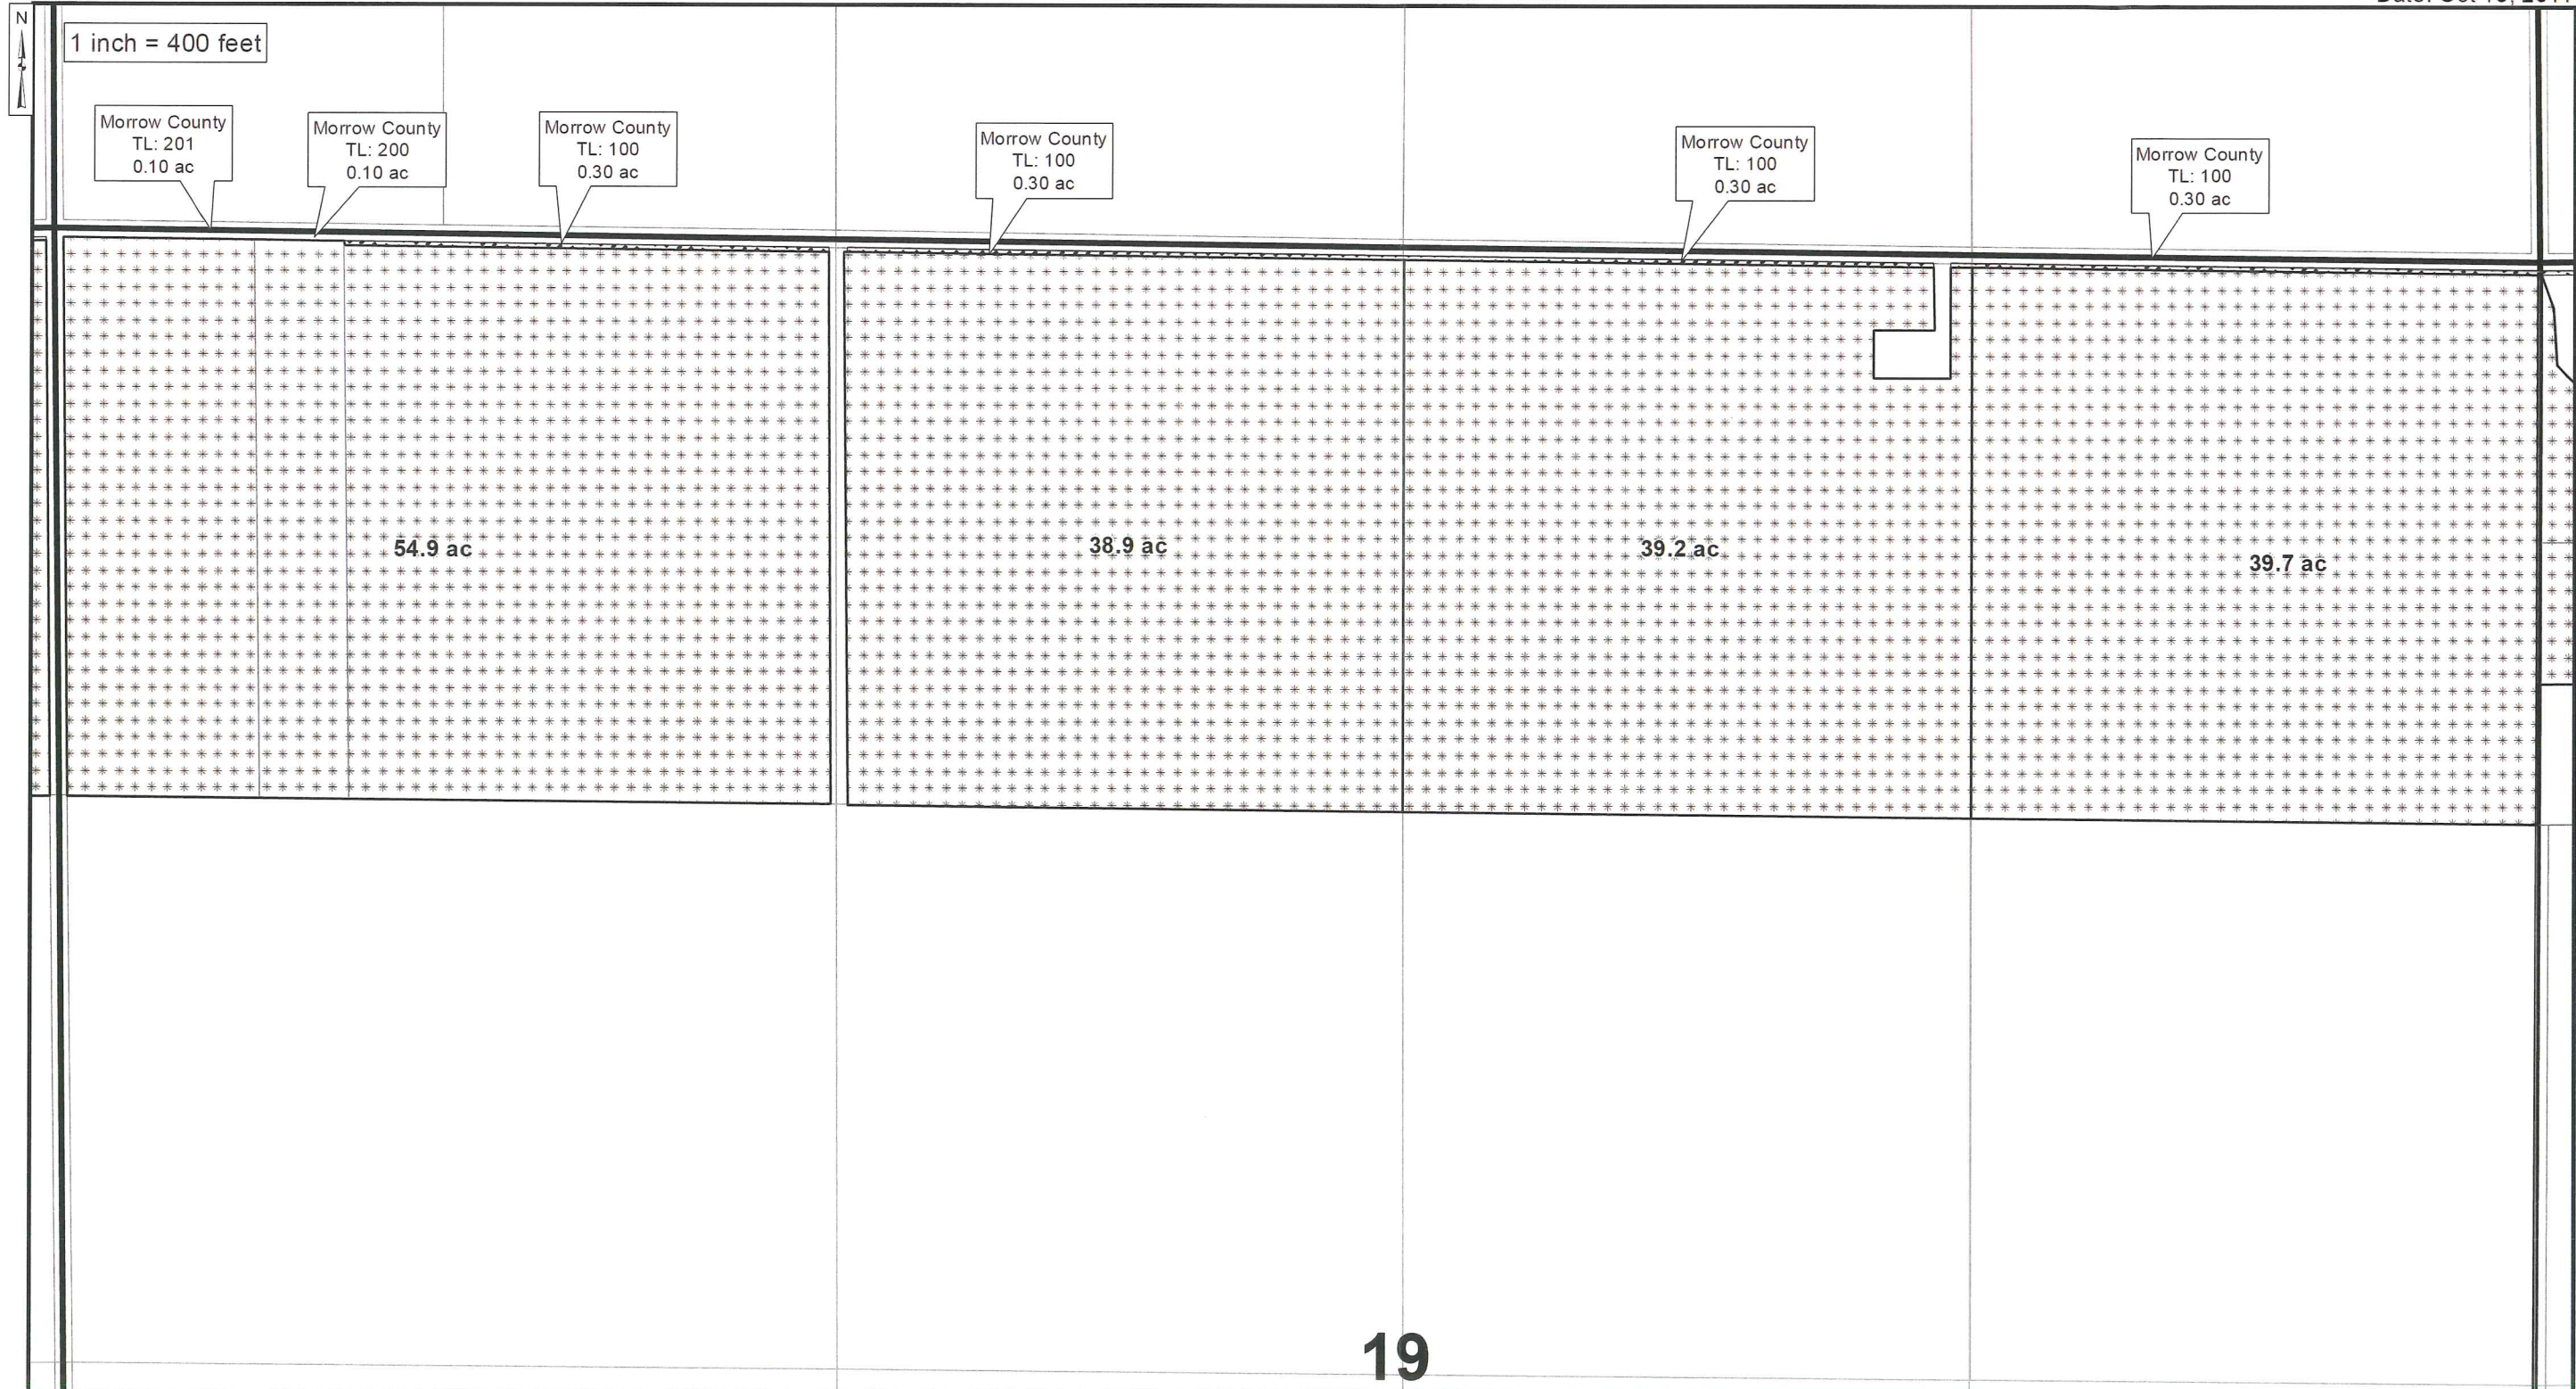 N
1 inch = 400 feet
Morrow County
TL: 201
0.10 ac
Morrow County
TL: 200
0.10 ac
Morrow County
TL: 100
0.30 ac
Morrow County
TL: 100
0.30 ac
Morrow County
TL: 100
0.30 ac
Morrow County
TL: 100
0.30 ac
54.9 ac
38.9 ac
39.2 ac
39.7 ac
19